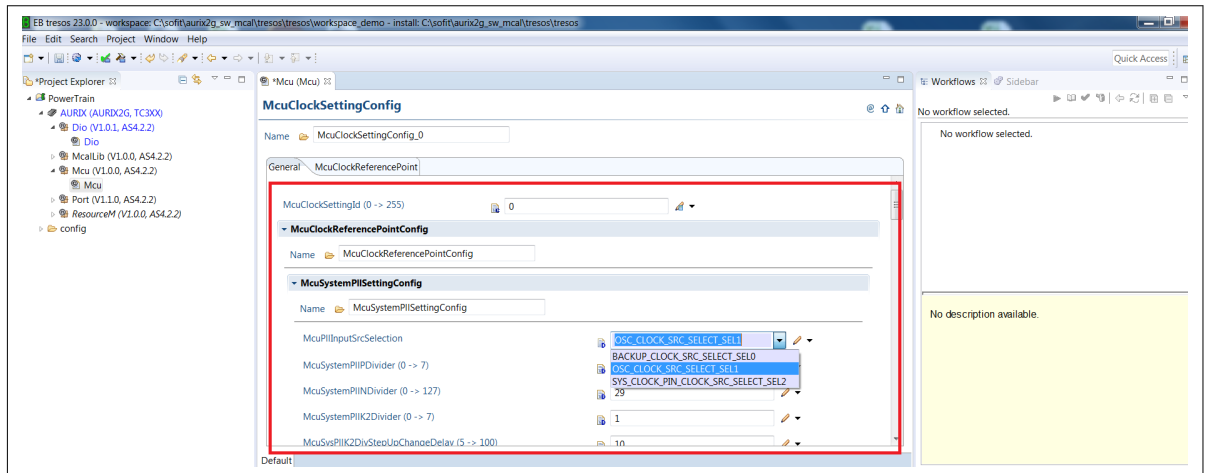 EB tresos 23.0.0 - workspace: C:\sofit\aurix2g_sw_mcal\tresos\tresos\workspace_demo - install: C:\sofit\aurix2g_sw_mcal\tresos\tresos
File Edit Search Project Window Help
Quick Access
*Project Explorer
*Mcu (Mcu)
Workflows Sidebar
PowerTrain
AURIX (AURIX2G, TC3XX)
Dio (V1.0.1, AS4.2.2)
Dio
McalLib (V1.0.0, AS4.2.2)
Mcu (V1.0.0, AS4.2.2)
Mcu
Port (V1.1.0, AS4.2.2)
ResourceM (V1.0.0, AS4.2.2)
config
McuClockSettingConfig
Name McuClockSettingConfig_0
General McuClockReferencePoint
McuClockSettingId (0 -> 255) 0
McuClockReferencePointConfig
Name McuClockReferencePointConfig
McuSystemPllSettingConfig
Name McuSystemPllSettingConfig
McuPllInputSrcSelection OSC_CLOCK_SRC_SELECT_SEL1
BACKUP_CLOCK_SRC_SELECT_SEL0
McuSystemPllPDivider (0 -> 7) OSC_CLOCK_SRC_SELECT_SEL1
SYS_CLOCK_PIN_CLOCK_SRC_SELECT_SEL2
McuSystemPllNDivider (0 -> 127) 29
McuSystemPllK2Divider (0 -> 7) 1
McuSysPllK2DivStepUpChangeDelay (5 -> 100) 10
Default
No workflow selected.
No workflow selected.
No description available.